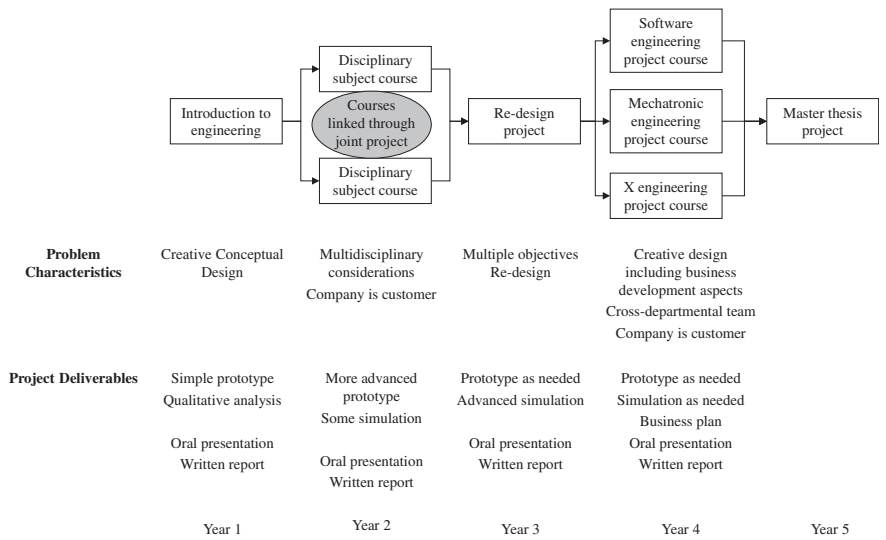 Introduction to
engineering
Disciplinary
subject course
Courses
linked through
joint project
Disciplinary
subject course
Re-design
project
Software
engineering
project course
Mechatronic
engineering
project course
X engineering
project course
Master thesis
project
Problem
Characteristics
Creative Conceptual
Design
Multidisciplinary
considerations
Company is customer
Multiple objectives
Re-design
Creative design
including business
development aspects
Cross-departmental team
Company is customer
Project Deliverables
Simple prototype
Qualitative analysis
Oral presentation
Written report
More advanced
prototype
Some simulation
Oral presentation
Written report
Prototype as needed
Advanced simulation
Oral presentation
Written report
Prototype as needed
Simulation as needed
Business plan
Oral presentation
Written report
Year 1
Year 2
Year 3
Year 4
Year 5